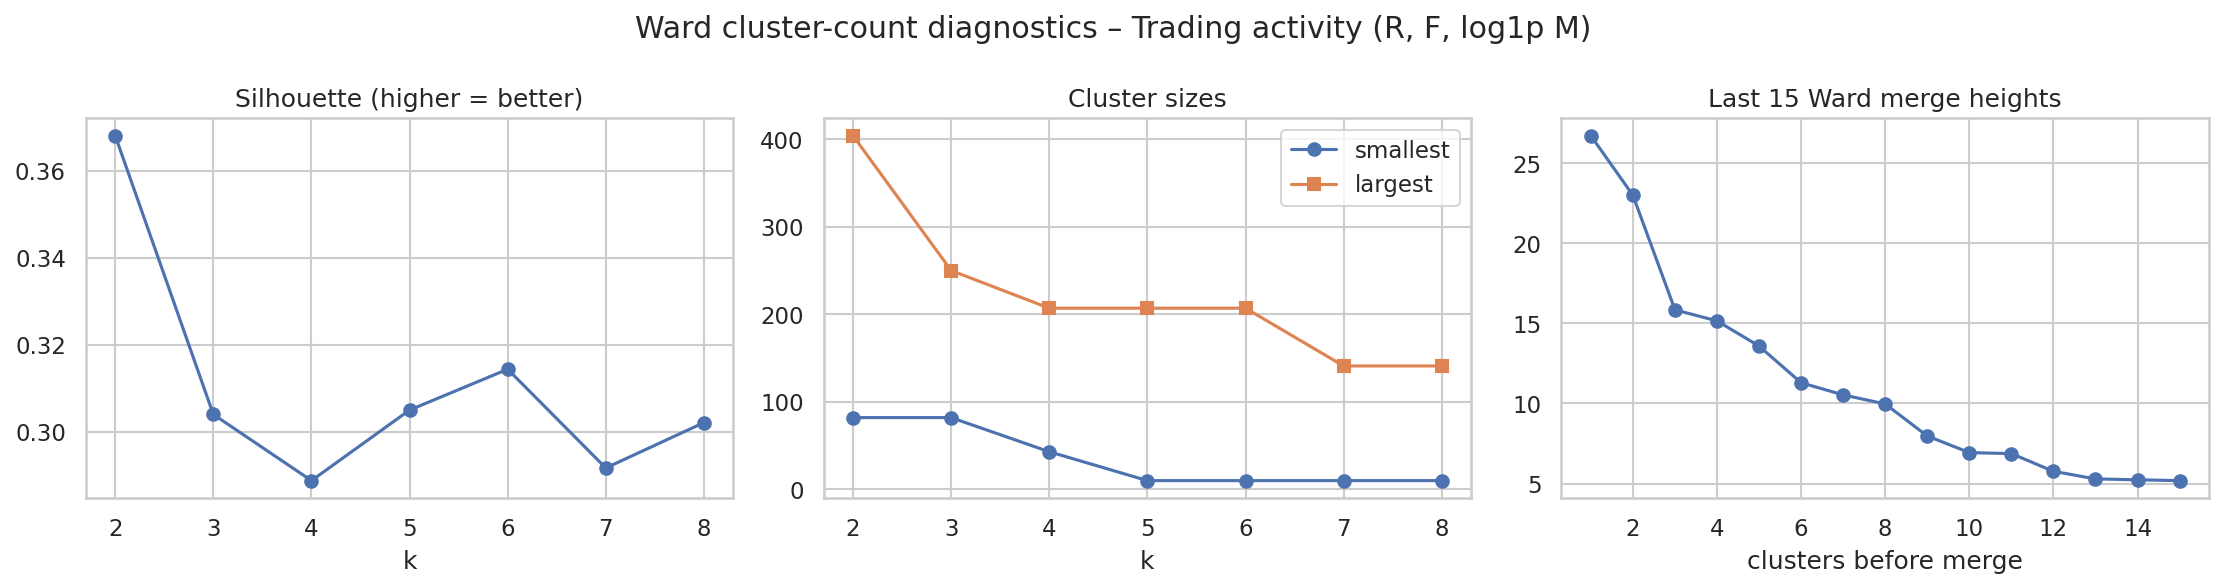 Ward cluster-count diagnostics – Trading activity (R, F, log1p M)
Silhouette (higher = better)
0.36
0.34
0.32
0.30
2 3 4 5 6 7 8
k
Cluster sizes
400
300
200
100
0
smallest
largest
2 3 4 5 6 7 8
k
Last 15 Ward merge heights
25
20
15
10
5
2 4 6 8 10 12 14
clusters before merge